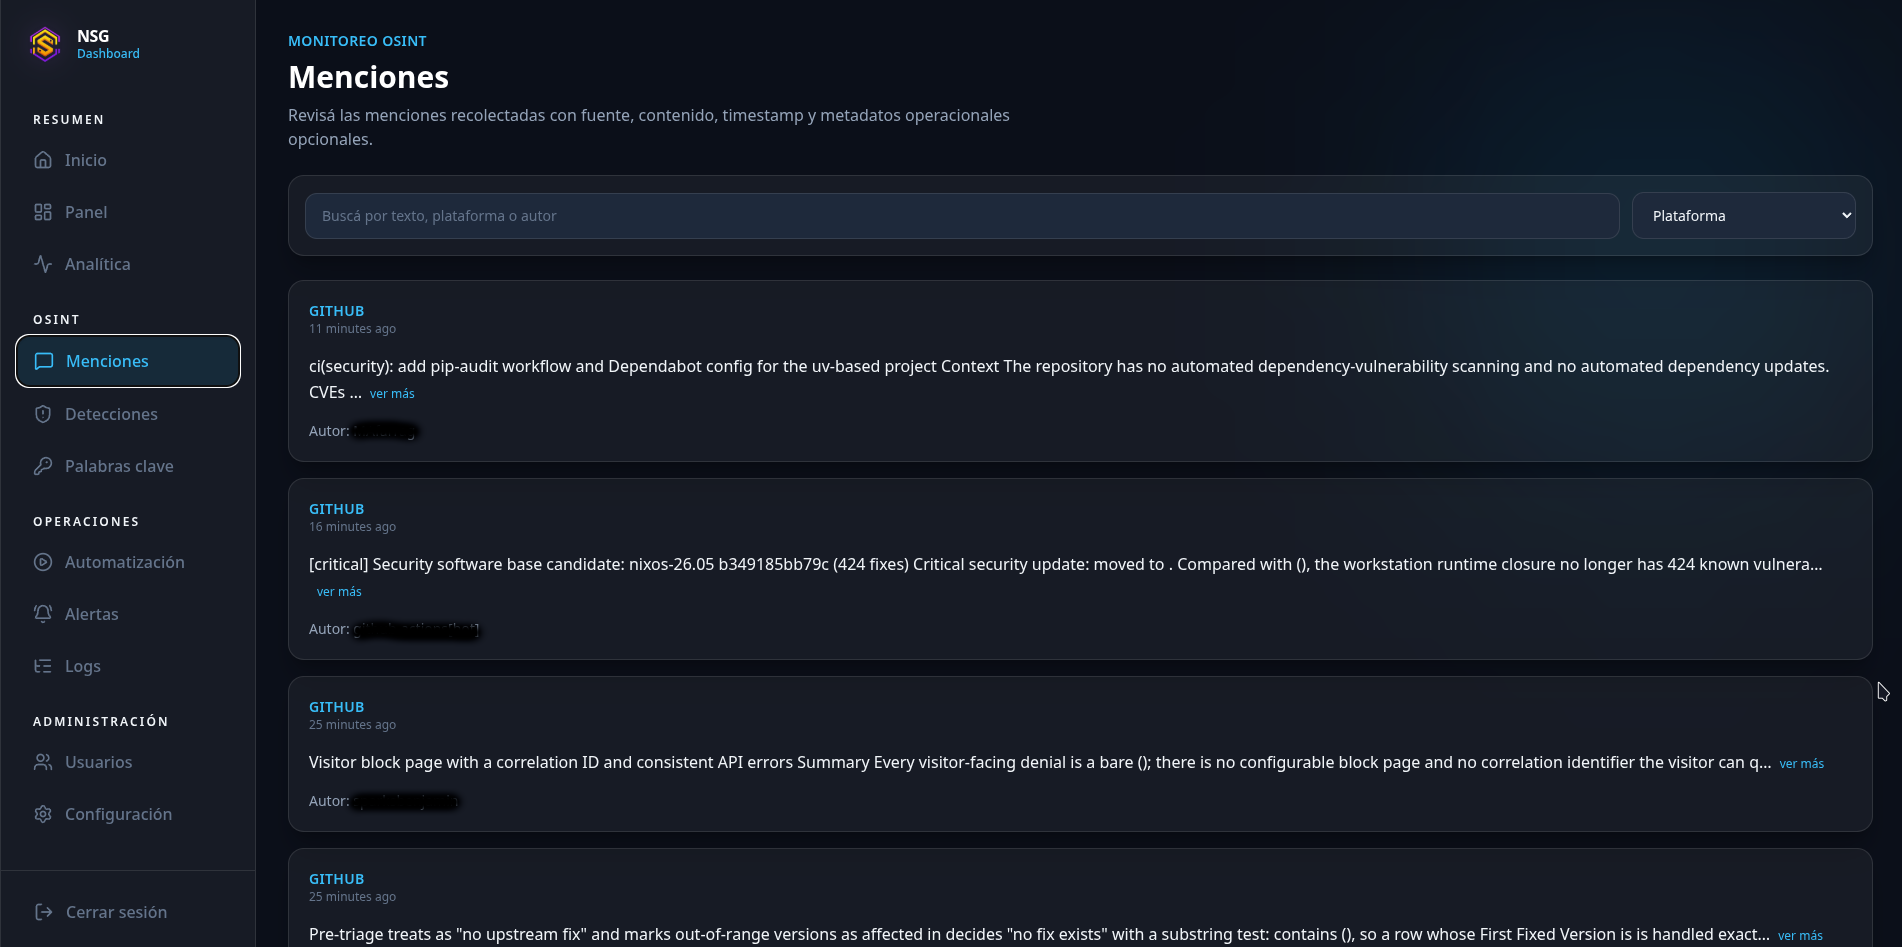 NSG
Dashboard
RESUMEN
Inicio
Panel
Analítica
OSINT
Menciones
Detecciones
Palabras clave
OPERACIONES
Automatización
Alertas
Logs
ADMINISTRACIÓN
Usuarios
Configuración
Cerrar sesión
MONITOREO OSINT
Menciones
Revisá las menciones recolectadas con fuente, contenido, timestamp y metadatos operacionales
opcionales.
Buscá por texto, plataforma o autor
Plataforma
GITHUB
11 minutes ago
ci(security): add pip-audit workflow and Dependabot config for the uv-based project Context The repository has no automated dependency-vulnerability scanning and no automated dependency updates.
CVEs ... ver más
Autor:
GITHUB
16 minutes ago
[critical] Security software base candidate: nixos-26.05 b349185bb79c (424 fixes) Critical security update: moved to . Compared with (), the workstation runtime closure no longer has 424 known vulnera...
ver más
Autor:
GITHUB
25 minutes ago
Visitor block page with a correlation ID and consistent API errors Summary Every visitor-facing denial is a bare (); there is no configurable block page and no correlation identifier the visitor can q... ver más
Autor:
GITHUB
25 minutes ago
Pre-triage treats as "no upstream fix" and marks out-of-range versions as affected in decides "no fix exists" with a substring test: contains (), so a row whose First Fixed Version is is handled exact... ver más